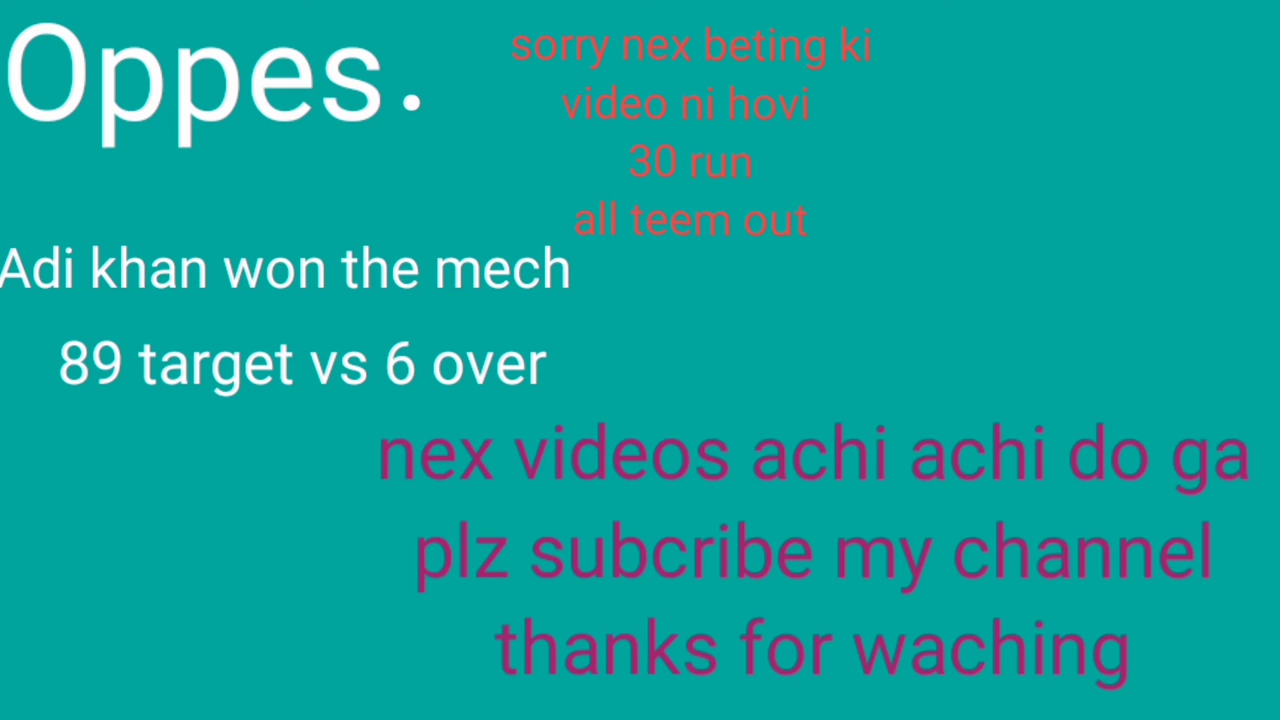 Oppes.
sorry nex beting ki
video ni hovi
30 run
all teem out
Adi khan won the mech
89 target vs 6 over
nex videos achi achi do ga
plz subcribe my channel
thanks for waching